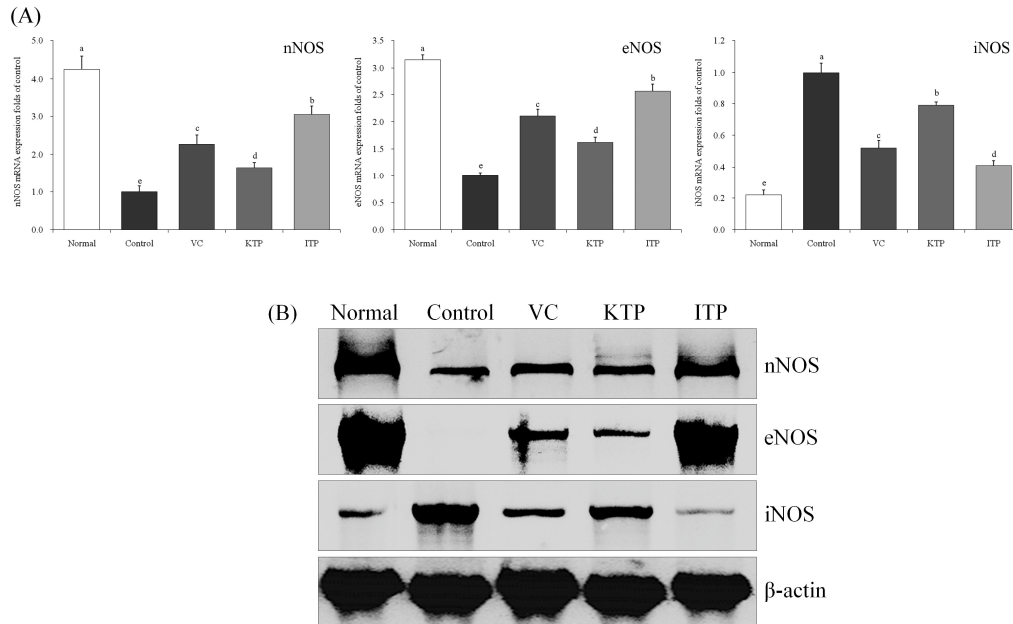 (A)
nNOS
nNOS mRNA expression folds of control
5.0
4.0
3.0
2.0
1.0
0.0
a
e
c
d
b
Normal Control VC KTP ITP
eNOS
eNOS mRNA expression folds of control
3.5
3.0
2.5
2.0
1.5
1.0
0.5
0.0
a
e
c
d
b
Normal Control VC KTP ITP
iNOS
iNOS mRNA expression folds of control
1.2
1.0
0.8
0.6
0.4
0.2
0.0
e
a
c
b
d
Normal Control VC KTP ITP
(B) Normal Control VC KTP ITP
nNOS
eNOS
iNOS
β-actin